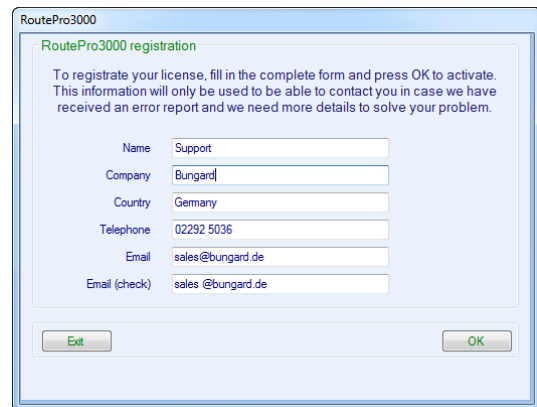 RoutePro3000
RoutePro3000 registration
To registrate your license, fill in the complete form and press OK to activate.
This information will only be used to be able to contact you in case we have
received an error report and we need more details to solve your problem.
Name Support
Company Bungard
Country Germany
Telephone 02292 5036
Email sales@bungard.de
Email (check) sales @bungard.de
Exit OK